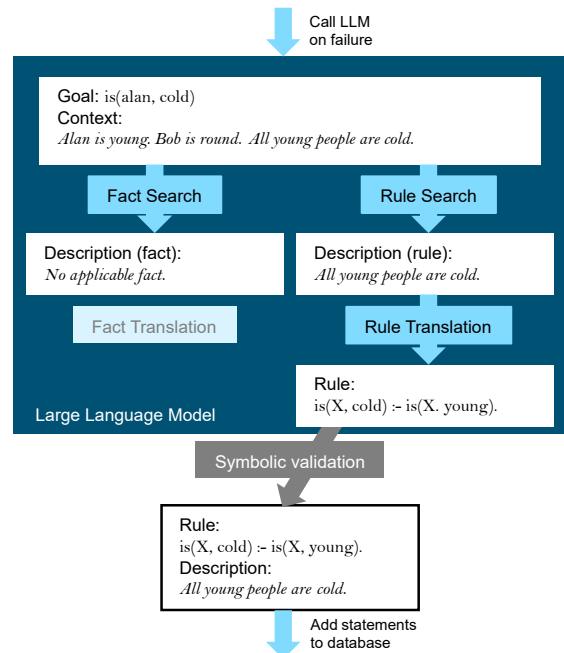 Call LLM
on failure
Goal: is(alan, cold)
Context:
Alan is young. Bob is round. All young people are cold.
Fact Search
Rule Search
Description (fact):
No applicable fact.
Description (rule):
All young people are cold.
Fact Translation
Rule Translation
Rule:
is(X, cold) :- is(X. young).
Large Language Model
Symbolic validation
Rule:
is(X, cold) :- is(X, young).
Description:
All young people are cold.
Add statements
to database